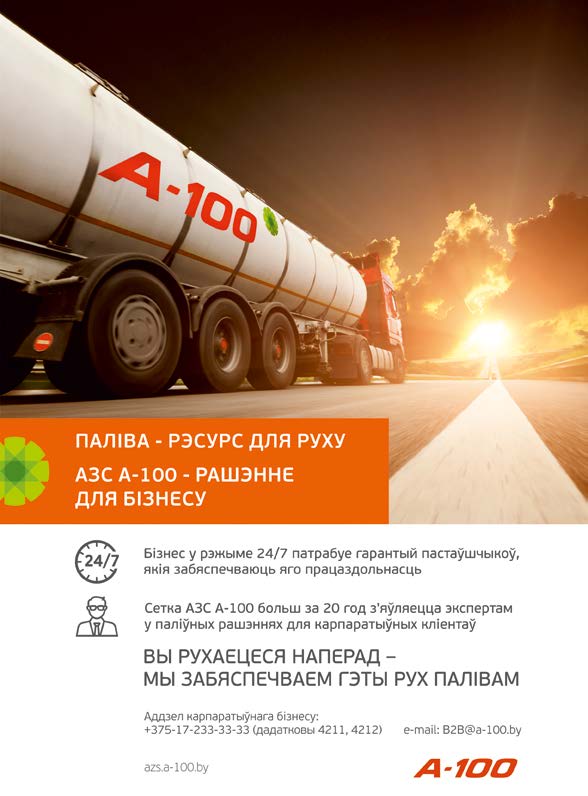 A-100
ПАЛІВА - РЭСУРС ДЛЯ РУХУ
АЗС А-100 - РАШЭННЕ
ДЛЯ БІЗНЕСУ
24/7
Бізнес у рэжыме 24/7 патрабуе гарантый пастаўшчыкоў,
якія забяспечваюць яго працаздольнасць
Сетка АЗС А-100 больш за 20 год з'яўляецца экспертам
у паліўных рашэннях для карпаратыўных кліентаў
ВЫ РУХАЕЦЕСЯ НАПЕРАД –
МЫ ЗАБЯСПЕЧВАЕМ ГЭТЫ РУХ ПАЛІВАМ
Аддзел карпаратыўнага бізнесу:
+375-17-233-33-33 (дадатковы 4211, 4212) e-mail: B2B@a-100.by
azs.a-100.by
A-100